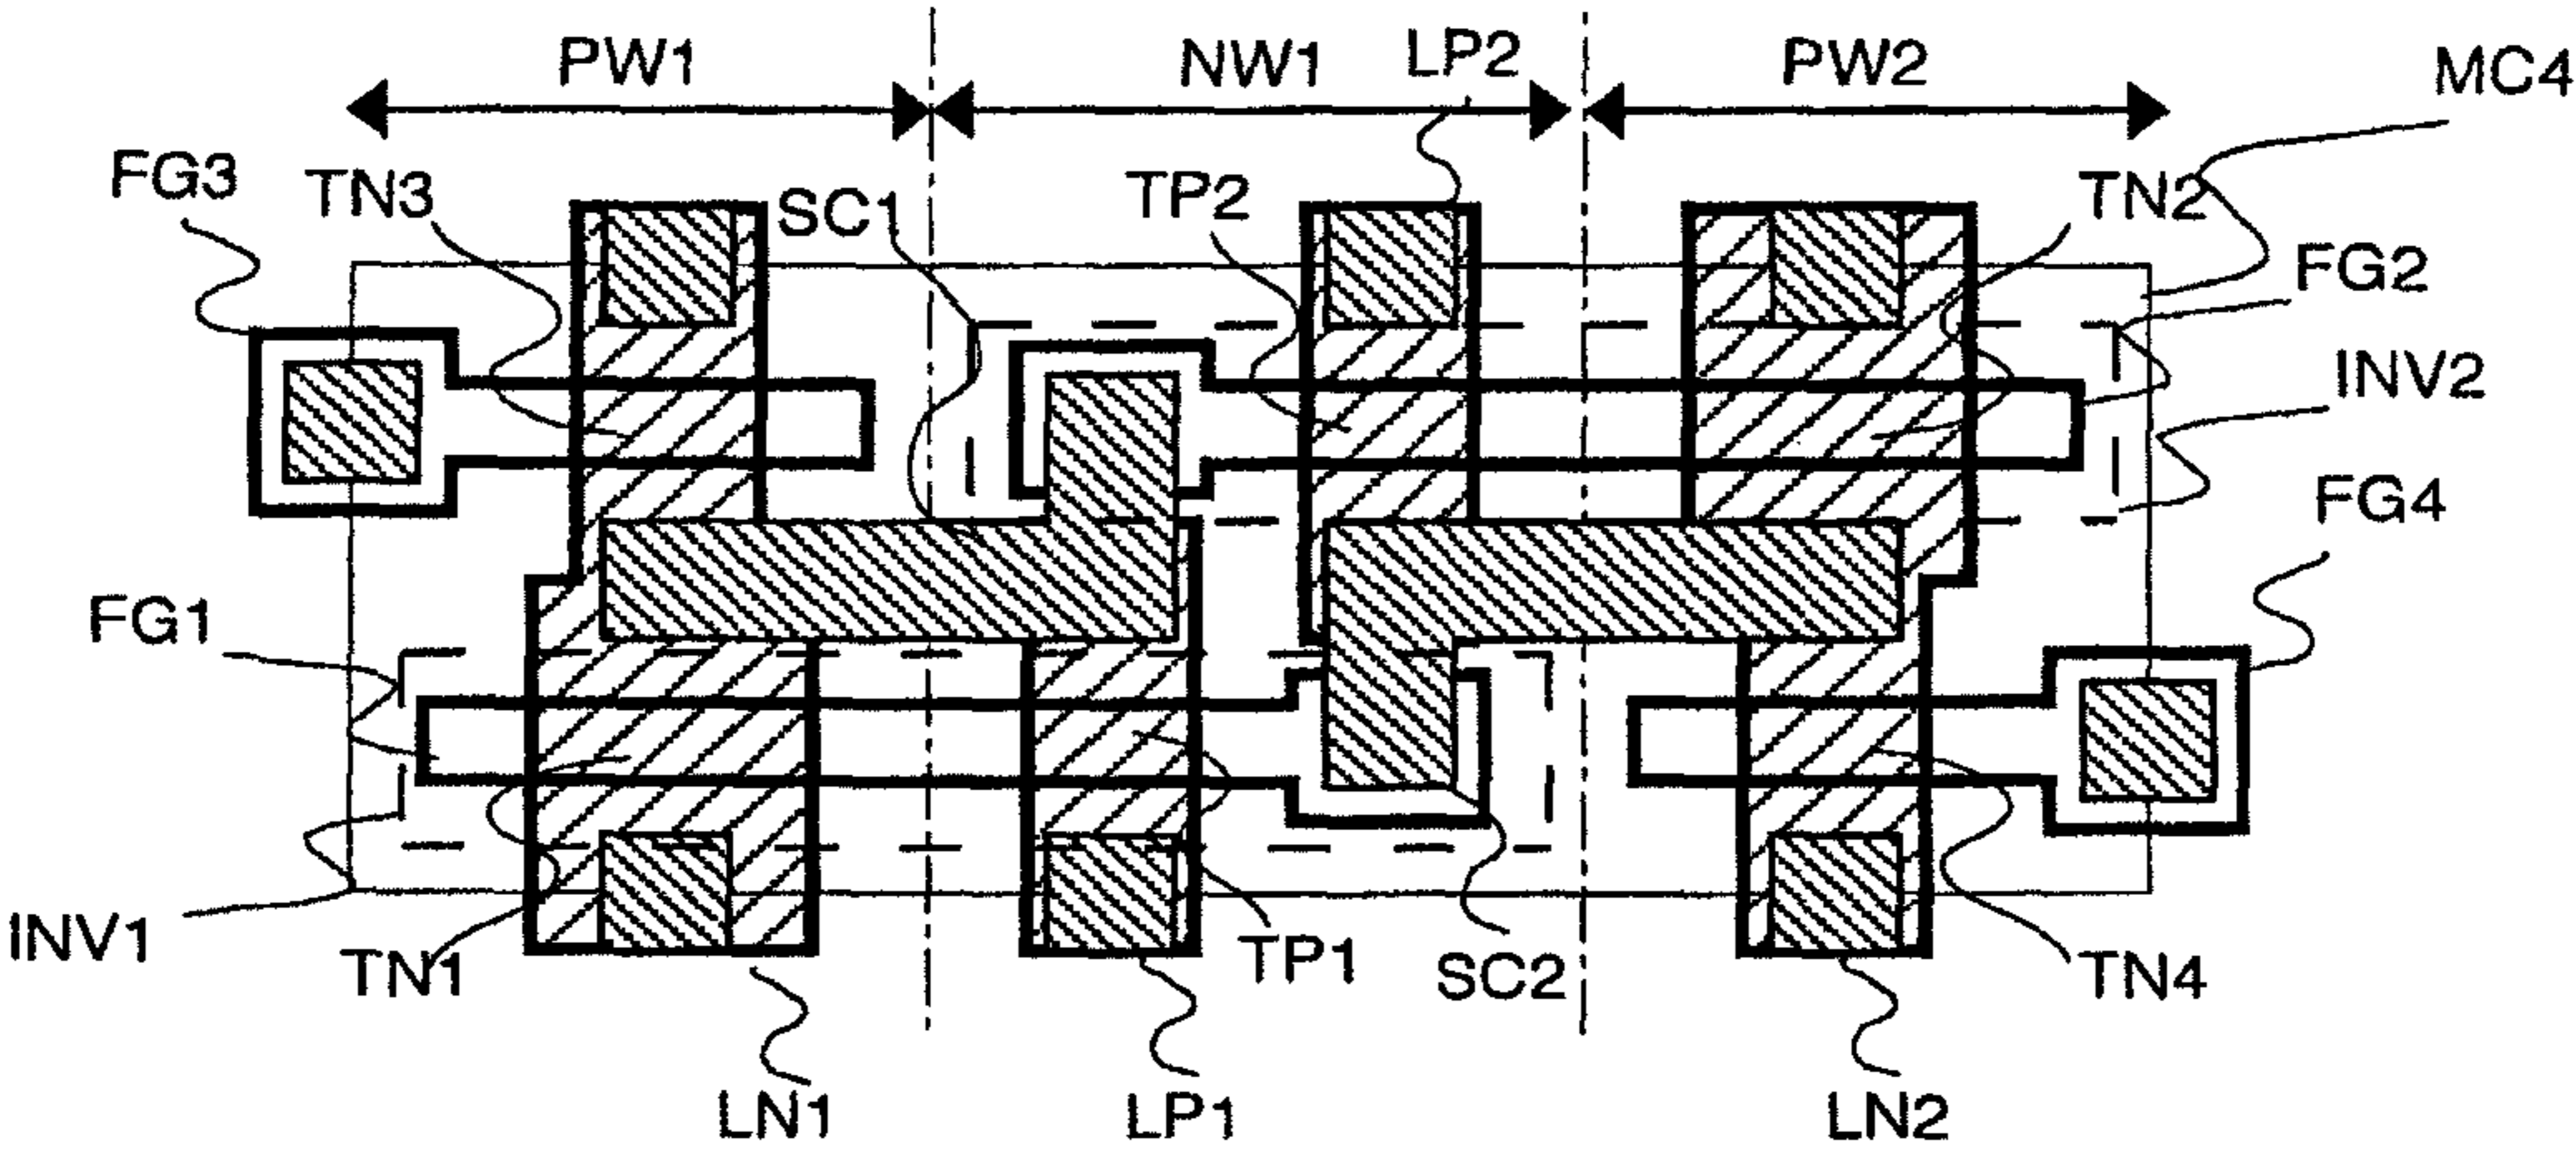 PW1 NW1 LP2 PW2 MC4
FG3 TN3 SC1 TP2 TN2
FG2
INV2
FG4
FG1
INV1 TN1 TP1 SC2 TN4
LN1 LP1 LN2